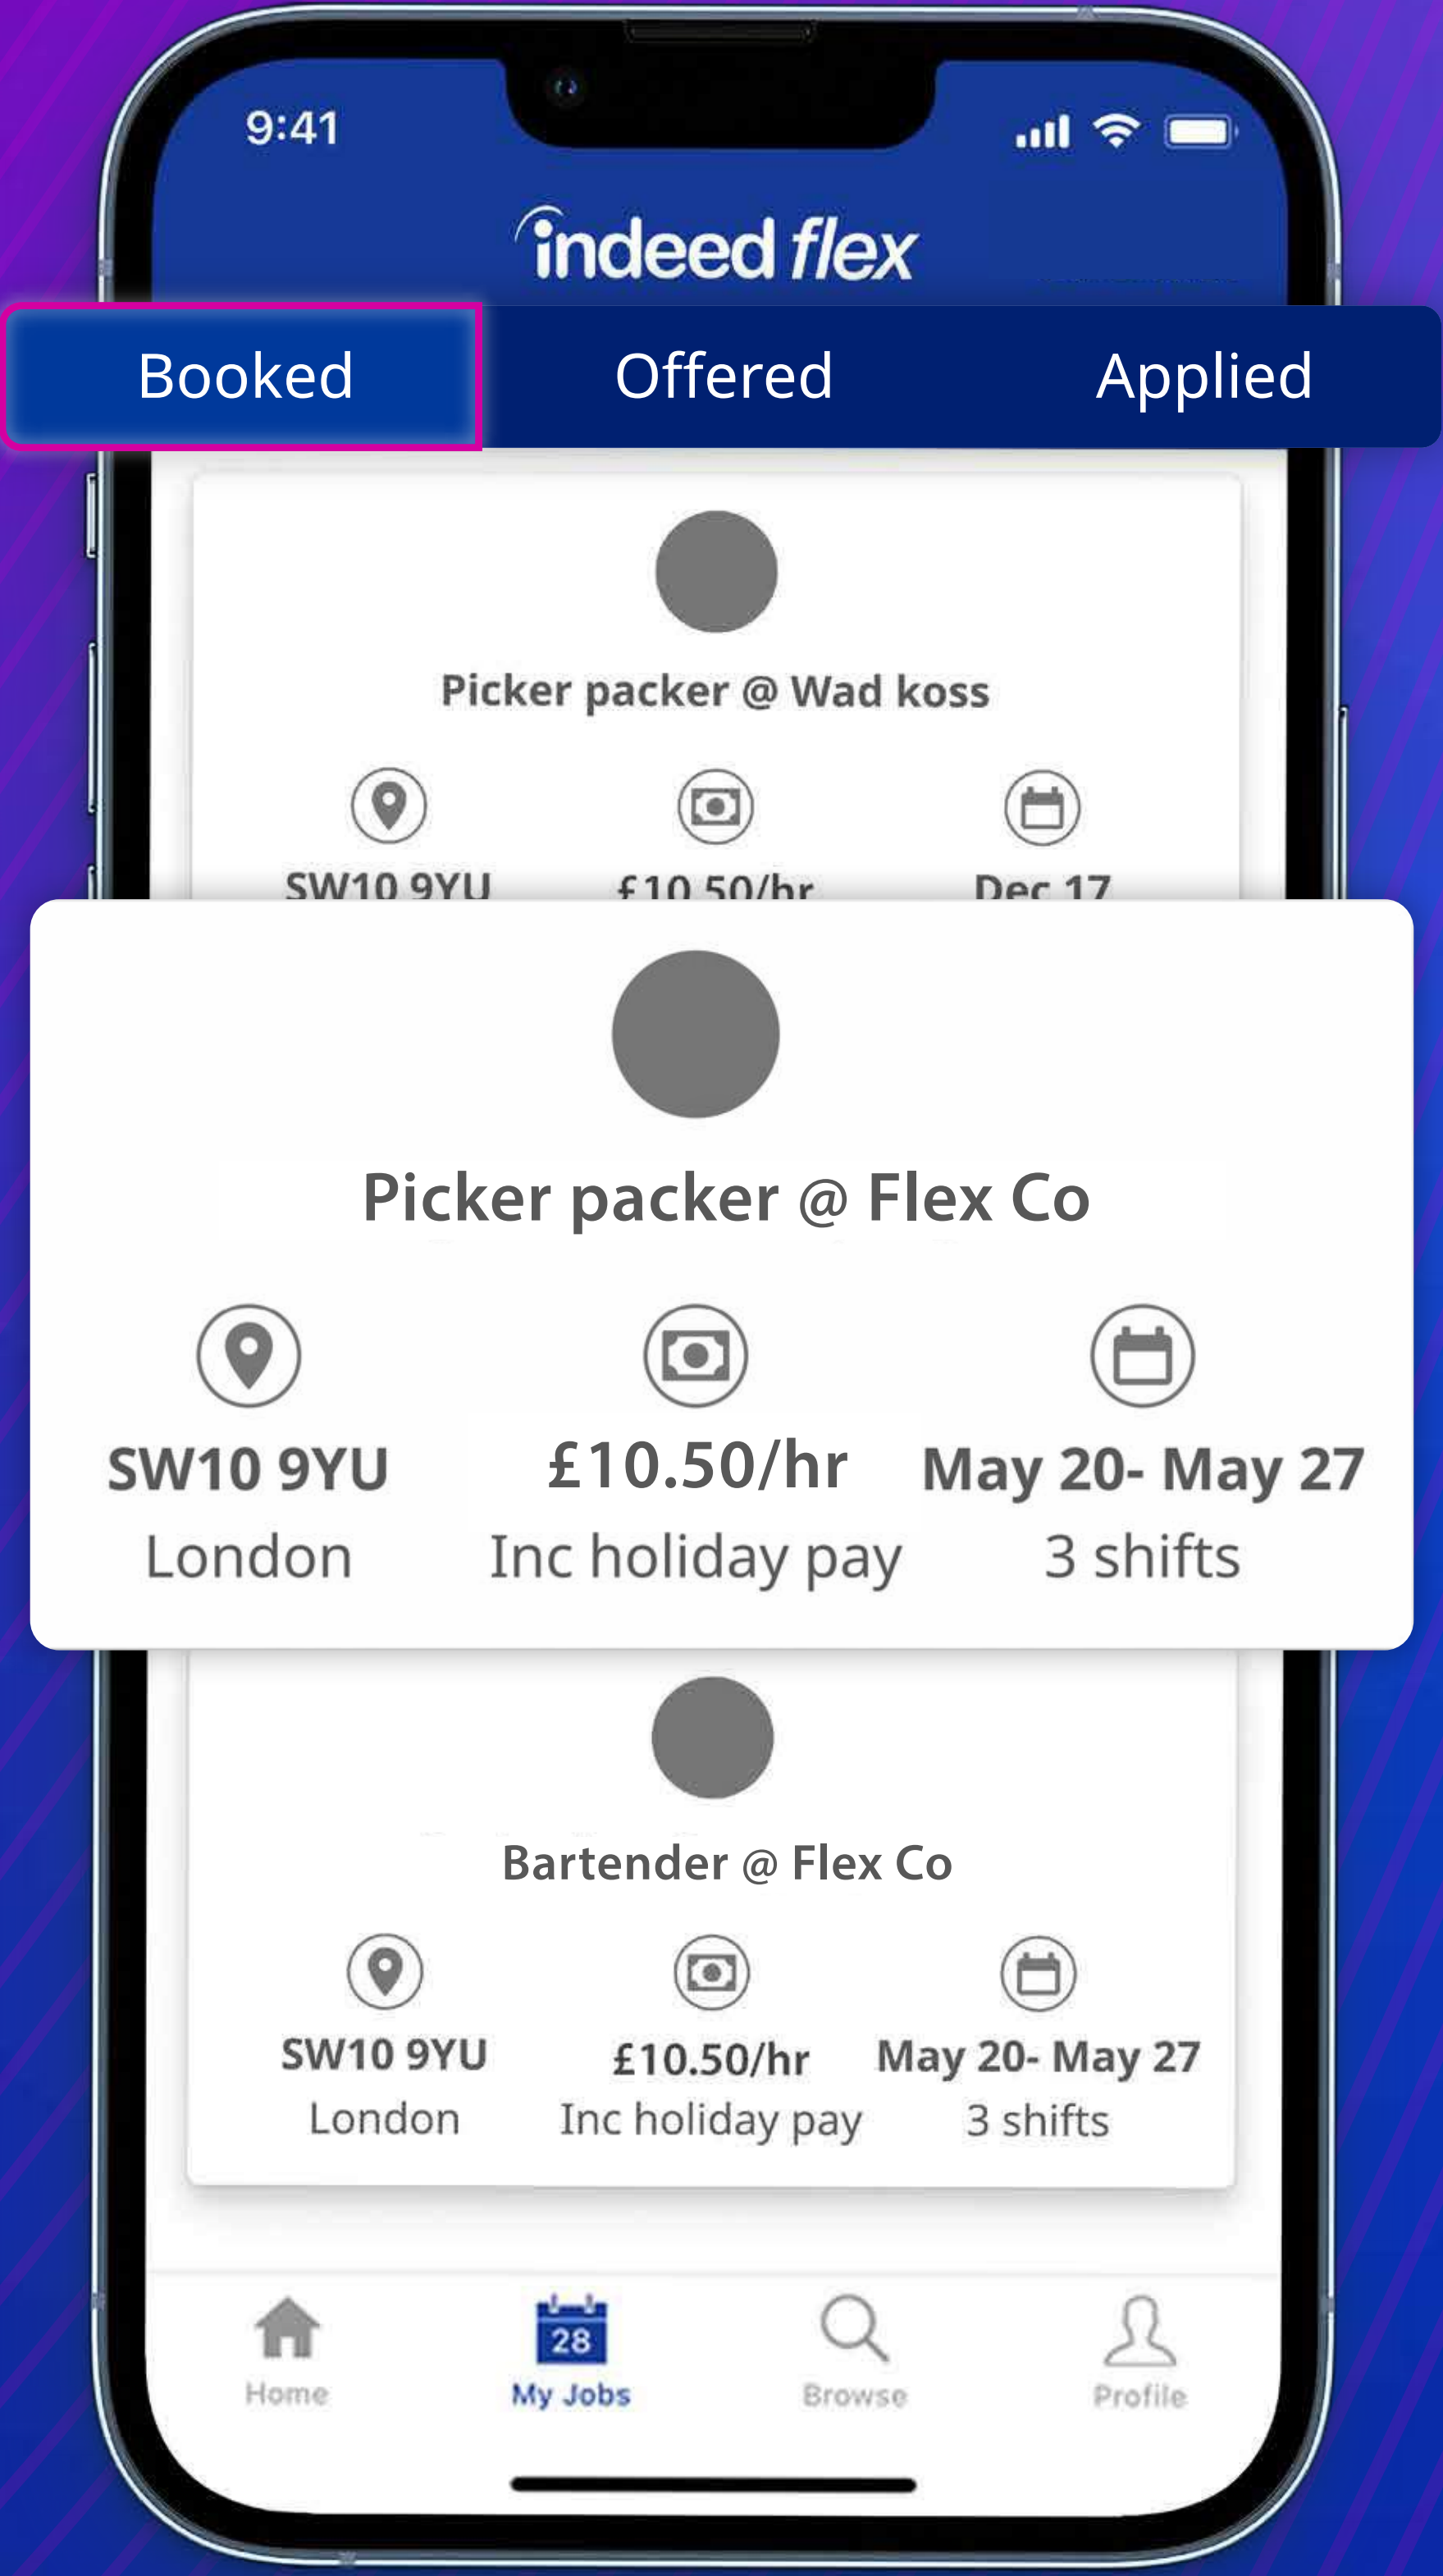 9:41
indeed flex
Booked Offered Applied
Picker packer @ Wad koss
SW10 9YU £10.50/hr Dec 17
Picker packer @ Flex Co
SW10 9YU £10.50/hr May 20- May 27
London Inc holiday pay 3 shifts
Bartender @ Flex Co
SW10 9YU £10.50/hr May 20- May 27
London Inc holiday pay 3 shifts
28
Home My Jobs Browse Profile